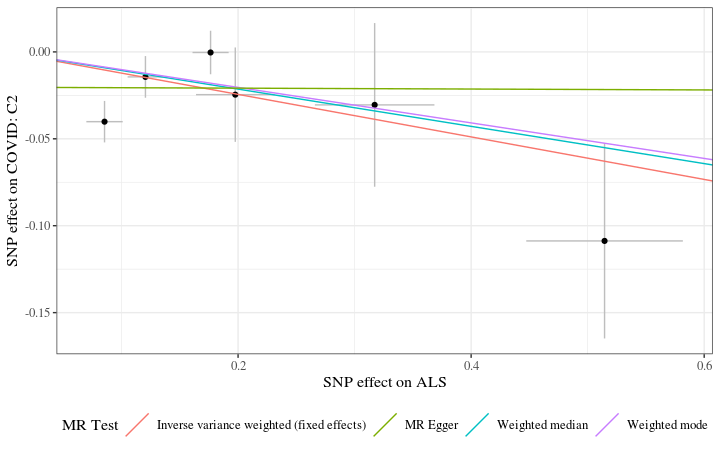 0.00
-0.05
-0.10
-0.15
SNP effect on COVID: C2
0.2
0.4
0.6
SNP effect on ALS
MR Test
Inverse variance weighted (fixed effects)
MR Egger
Weighted median
Weighted mode